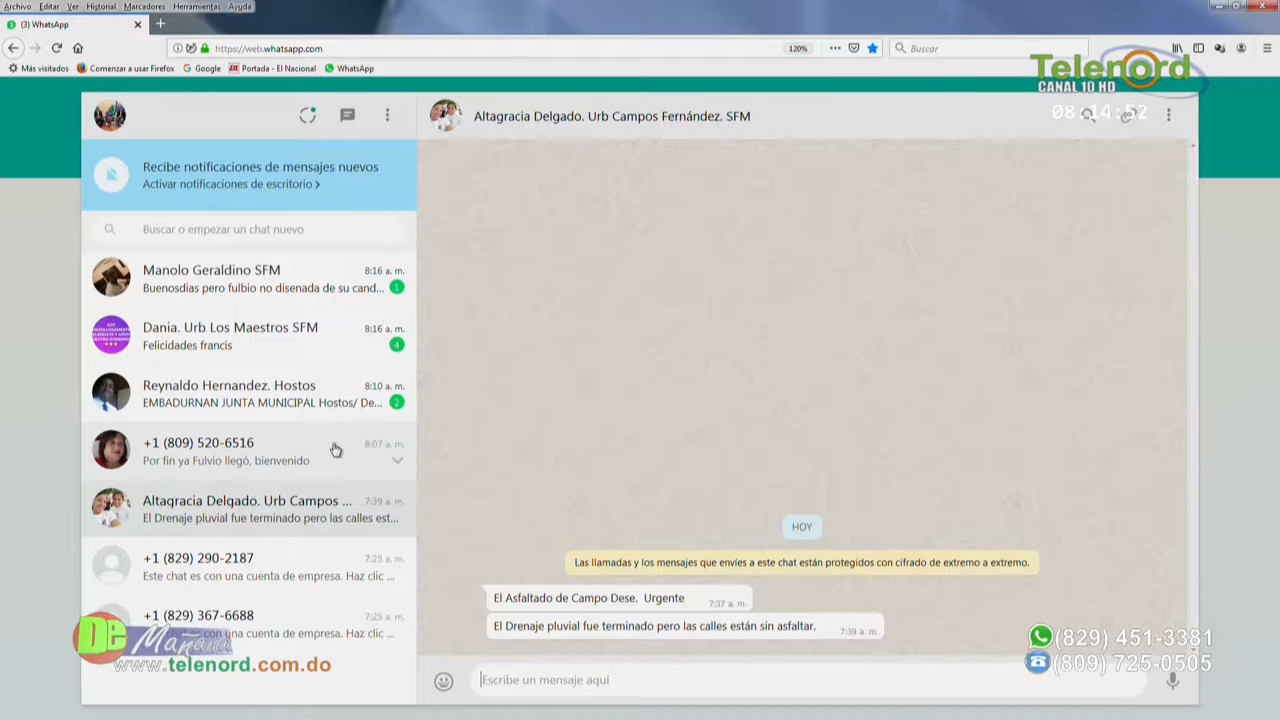 Archivo Editar Ver Historial Marcadores Herramientas Ayuda
(3) WhatsApp
https://web.whatsapp.com
120%
Buscar
Más visitados Comenzar a usar Firefox Google Portada - El Nacional WhatsApp
Telenord
CANAL 10 HD
08:14:52
Altagracia Delgado. Urb Campos Fernández. SFM
Recibe notificaciones de mensajes nuevos
Activar notificaciones de escritorio >
Buscar o empezar un chat nuevo
Manolo Geraldino SFM 8:16 a. m.
Buenosdias pero fulbio no disenada de su cand... 1
Dania. Urb Los Maestros SFM 8:16 a. m.
Felicidades francis 4
Reynaldo Hernandez. Hostos 8:10 a. m.
EMBADURNAN JUNTA MUNICIPAL Hostos/ De... 2
+1 (809) 520-6516 8:07 a. m.
Por fin ya Fulvio llegó, bienvenido
Altagracia Delgado. Urb Campos ... 7:39 a. m.
El Drenaje pluvial fue terminado pero las calles est...
+1 (829) 290-2187 7:25 a. m.
Este chat es con una cuenta de empresa. Haz clic ...
+1 (829) 367-6688 7:25 a. m.
con una cuenta de empresa. Haz clic ...
HOY
Las llamadas y los mensajes que envíes a este chat están protegidos con cifrado de extremo a extremo.
El Asfaltado de Campo Dese. Urgente 7:37 a. m.
El Drenaje pluvial fue terminado pero las calles están sin asfaltar. 7:39 a. m.
Escribe un mensaje aquí
De Mañana
www.telenord.com.do
(829) 451-3381
(809) 725-0505